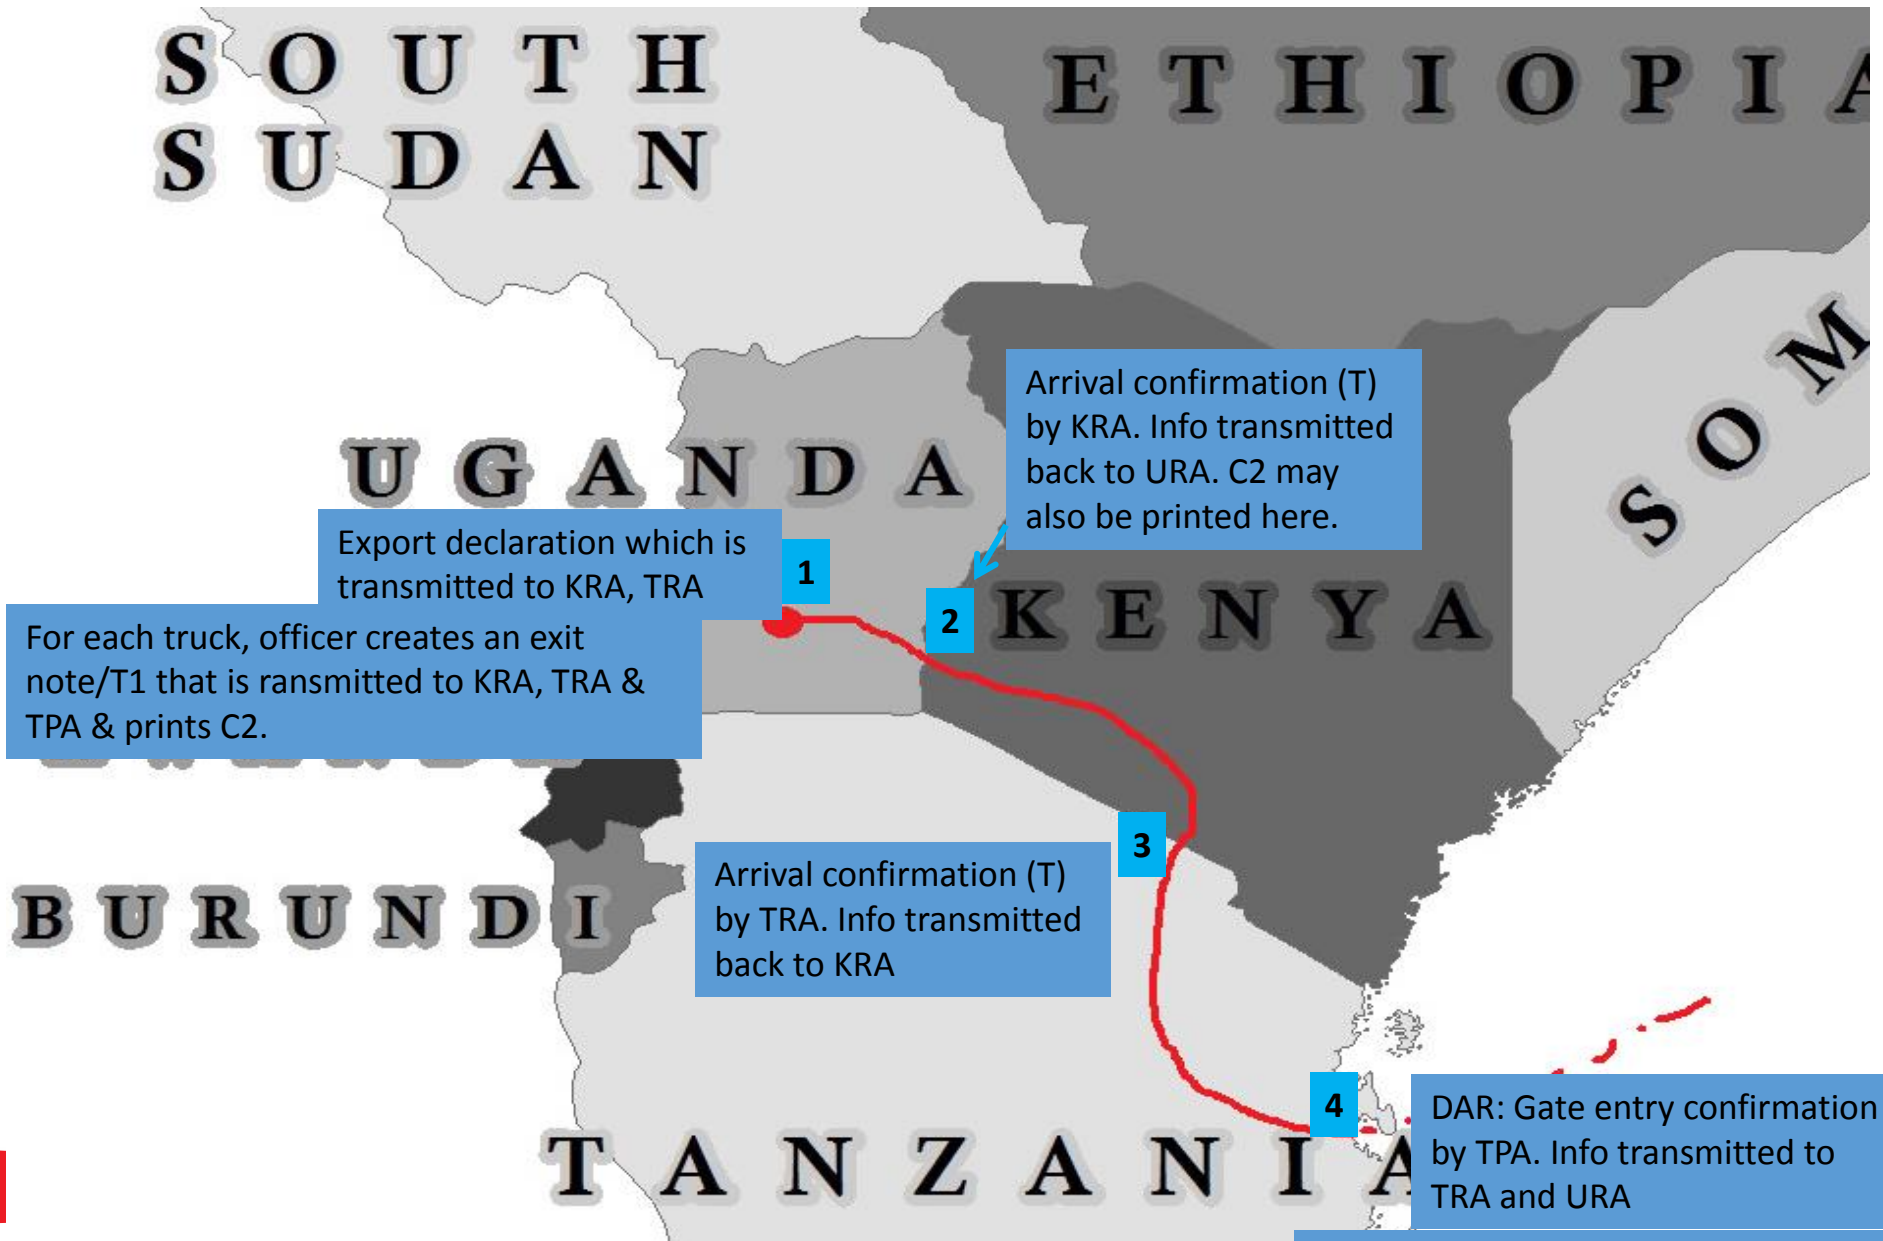 SOUTH
SUDAN
ETHIOPIA
SOM
UGANDA
Arrival confirmation (T)
by KRA. Info transmitted
back to URA. C2 may
also be printed here.
Export declaration which is
transmitted to KRA, TRA
1
2
KENYA
For each truck, officer creates an exit
note/T1 that is ransmitted to KRA, TRA &
TPA & prints C2.
3
Arrival confirmation (T)
by TRA. Info transmitted
back to KRA
BURUNDI
4
DAR: Gate entry confirmation
by TPA. Info transmitted to
TRA and URA
TANZANIA